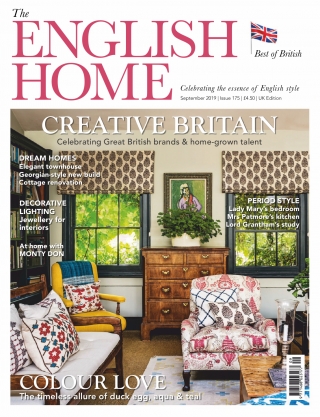 The
ENGLISH
HOME
Best of British
Celebrating the essence of English style
September 2019 | Issue 175 | £4.50 | UK Edition
CREATIVE BRITAIN
Celebrating Great British brands & home-grown talent
DREAM HOMES
Elegant townhouse
Georgian-style new build
Cottage renovation
DECORATIVE
LIGHTING
Jewellery for
interiors
At home with
MONTY DON
PERIOD STYLE
Lady Mary's bedroom
Mrs Patmore's kitchen
Lord Grantham's study
COLOUR LOVE
The timeless allure of duck egg, aqua & teal